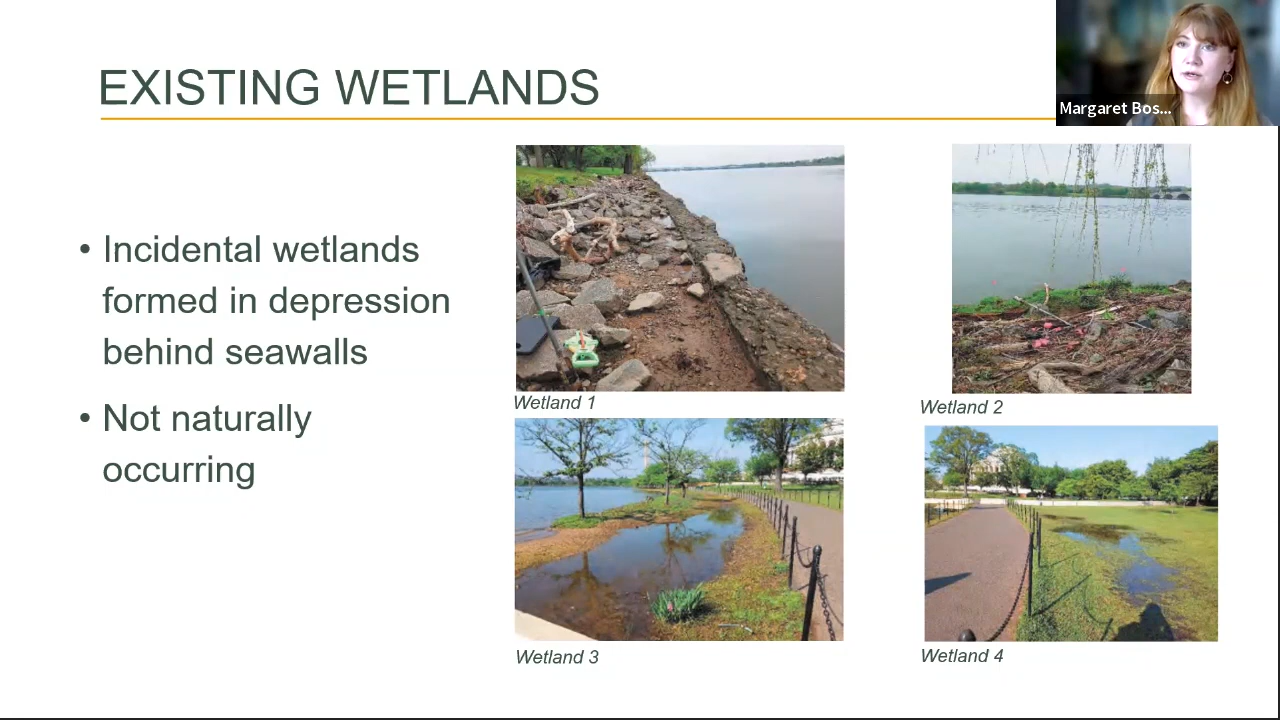 EXISTING WETLANDS
Margaret Bos...
• Incidental wetlands
formed in depression
behind seawalls
• Not naturally
occurring
Wetland 1
Wetland 2
Wetland 3
Wetland 4